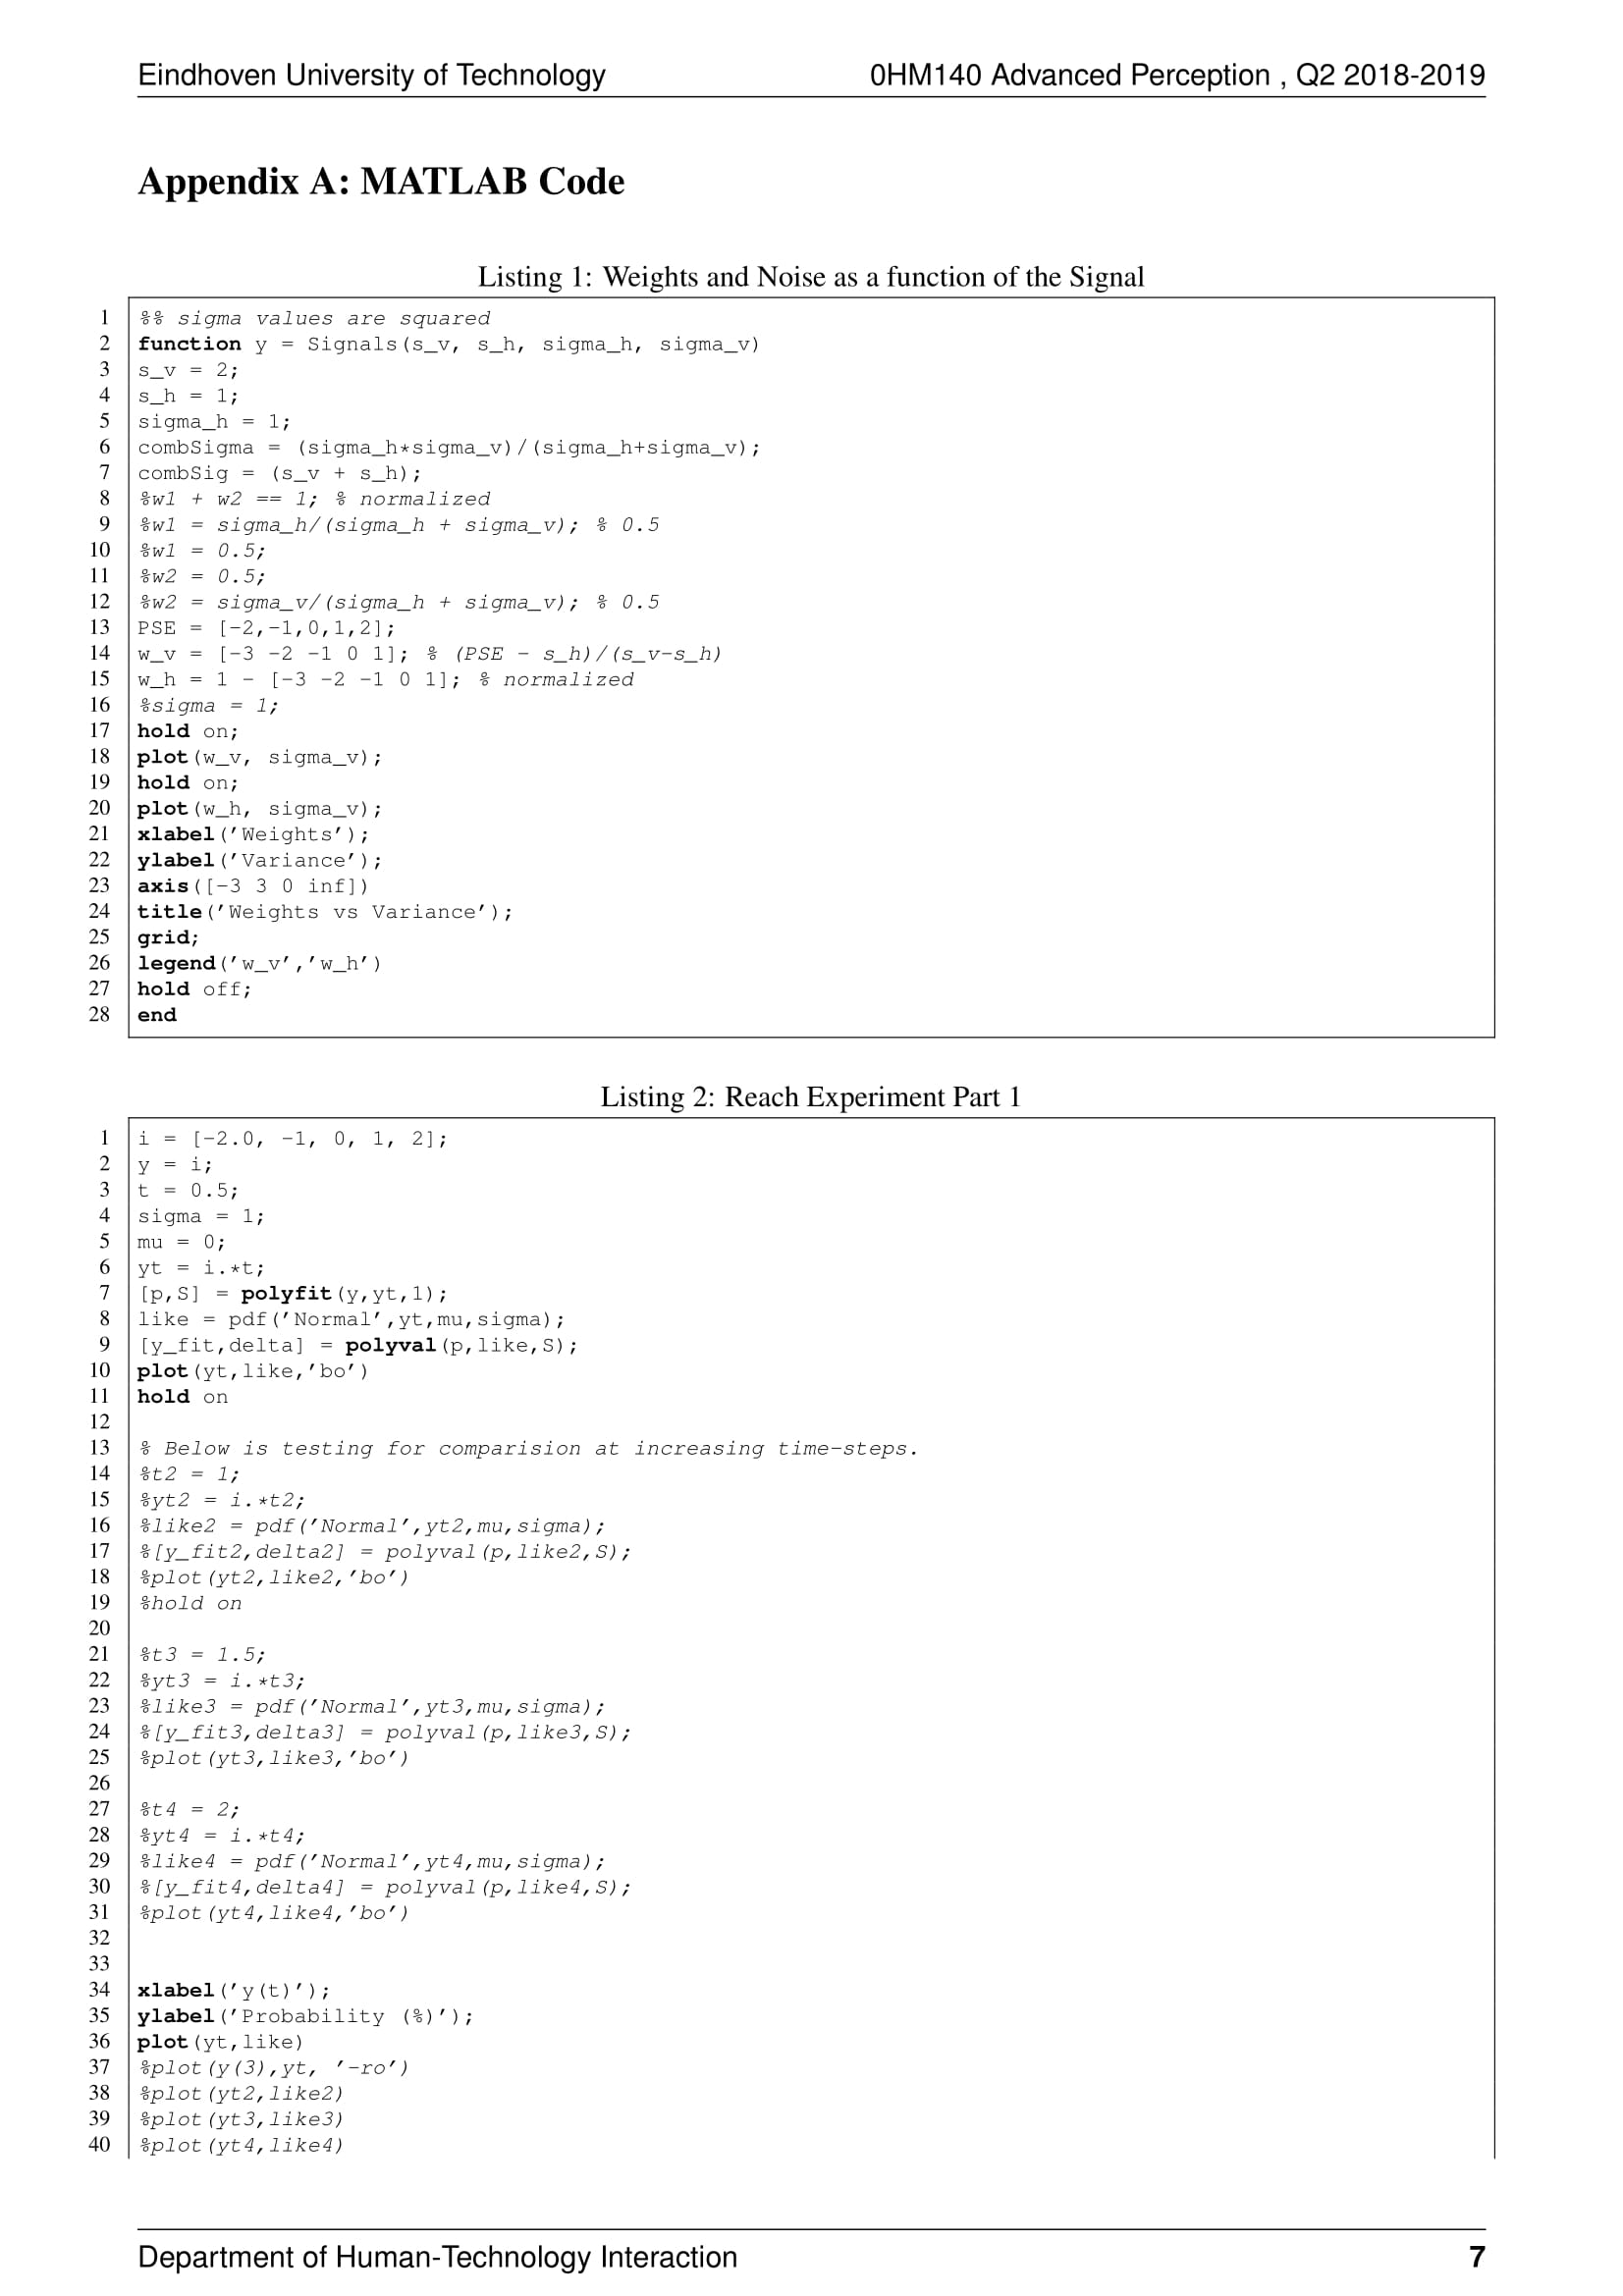 Eindhoven University of Technology 0HM140 Advanced Perception , Q2 2018-2019
Appendix A: MATLAB Code
Listing 1: Weights and Noise as a function of the Signal
1 %% sigma values are squared
2 function y = Signals(s_v, s_h, sigma_h, sigma_v)
3 s_v = 2;
4 s_h = 1;
5 sigma_h = 1;
6 combSigma = (sigma_h*sigma_v)/(sigma_h+sigma_v);
7 combSig = (s_v + s_h);
8 %w1 + w2 == 1; % normalized
9 %w1 = sigma_h/(sigma_h + sigma_v); % 0.5
10 %w1 = 0.5;
11 %w2 = 0.5;
12 %w2 = sigma_v/(sigma_h + sigma_v); % 0.5
13 PSE = [-2,-1,0,1,2];
14 w_v = [-3 -2 -1 0 1]; % (PSE - s_h)/(s_v-s_h)
15 w_h = 1 - [-3 -2 -1 0 1]; % normalized
16 %sigma = 1;
17 hold on;
18 plot(w_v, sigma_v);
19 hold on;
20 plot(w_h, sigma_v);
21 xlabel('Weights');
22 ylabel('Variance');
23 axis([-3 3 0 inf])
24 title('Weights vs Variance');
25 grid;
26 legend('w_v','w_h')
27 hold off;
28 end
Listing 2: Reach Experiment Part 1
1 i = [-2.0, -1, 0, 1, 2];
2 y = i;
3 t = 0.5;
4 sigma = 1;
5 mu = 0;
6 yt = i.*t;
7 [p,S] = polyfit(y,yt,1);
8 like = pdf('Normal',yt,mu,sigma);
9 [y_fit,delta] = polyval(p,like,S);
10 plot(yt,like,'bo')
11 hold on
12
13 % Below is testing for comparision at increasing time-steps.
14 %t2 = 1;
15 %yt2 = i.*t2;
16 %like2 = pdf('Normal',yt2,mu,sigma);
17 %[y_fit2,delta2] = polyval(p,like2,S);
18 %plot(yt2,like2,'bo')
19 %hold on
20
21 %t3 = 1.5;
22 %yt3 = i.*t3;
23 %like3 = pdf('Normal',yt3,mu,sigma);
24 %[y_fit3,delta3] = polyval(p,like3,S);
25 %plot(yt3,like3,'bo')
26
27 %t4 = 2;
28 %yt4 = i.*t4;
29 %like4 = pdf('Normal',yt4,mu,sigma);
30 %[y_fit4,delta4] = polyval(p,like4,S);
31 %plot(yt4,like4,'bo')
32
33
34 xlabel('y(t)');
35 ylabel('Probability (%)');
36 plot(yt,like)
37 %plot(y(3),yt, '-ro')
38 %plot(yt2,like2)
39 %plot(yt3,like3)
40 %plot(yt4,like4)
Department of Human-Technology Interaction 7